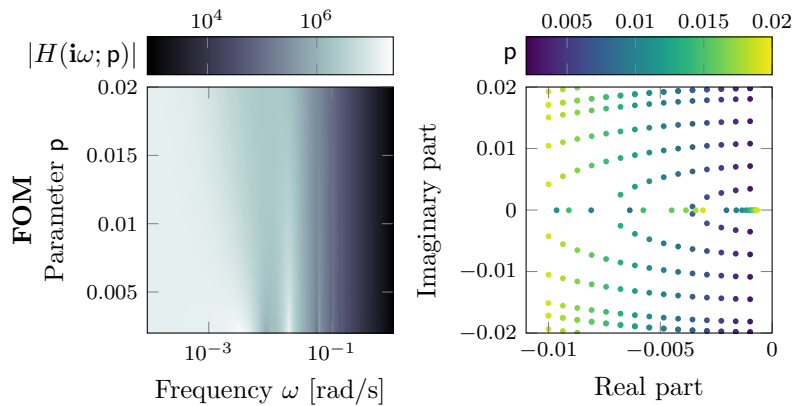 10^4 10^6
|H(iω; p)|
0.02
0.015
0.01
0.005
FOM
Parameter p
10^−3 10^−1
Frequency ω [rad/s]
0.005 0.01 0.015 0.02
p
0.02
0.01
0
−0.01
−0.02
Imaginary part
−0.01 −0.005 0
Real part